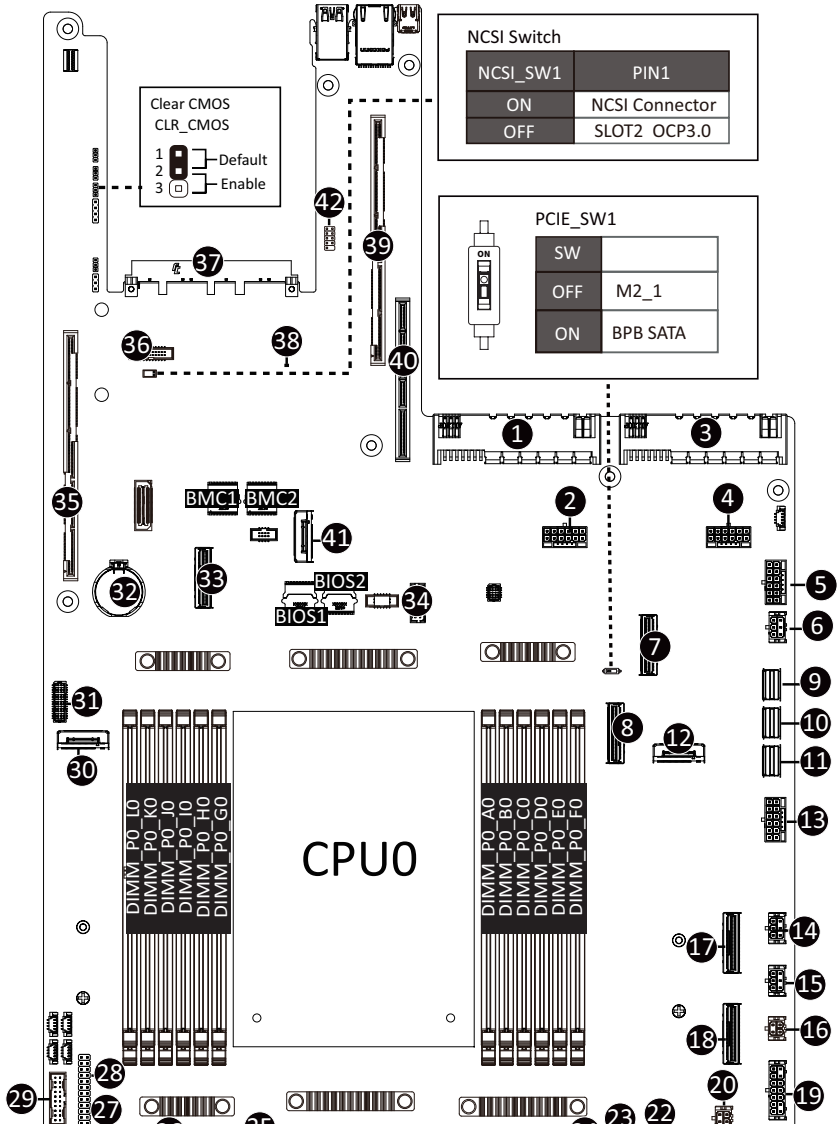 NCSI Switch
NCSI_SW1 PIN1
ON NCSI Connector
OFF SLOT2 OCP3.0
Clear CMOS
CLR_CMOS
1
2
3
Default
Enable
PCIE_SW1
ON
SW
OFF M2_1
ON BPB SATA
42
39
37
36
38
40
1
3
35
BMC1
BMC2
2
4
41
33
32
BIOS2
BIOS1
34
5
6
7
9
31
8
10
12
11
30
13
DIMM_P0_L0
DIMM_P0_K0
DIMM_P0_J0
DIMM_P0_I0
DIMM_P0_H0
DIMM_P0_G0
CPU0
DIMM_P0_A0
DIMM_P0_B0
DIMM_P0_C0
DIMM_P0_D0
DIMM_P0_E0
DIMM_P0_F0
17
14
15
18
16
28
20
29
27
19
23
22